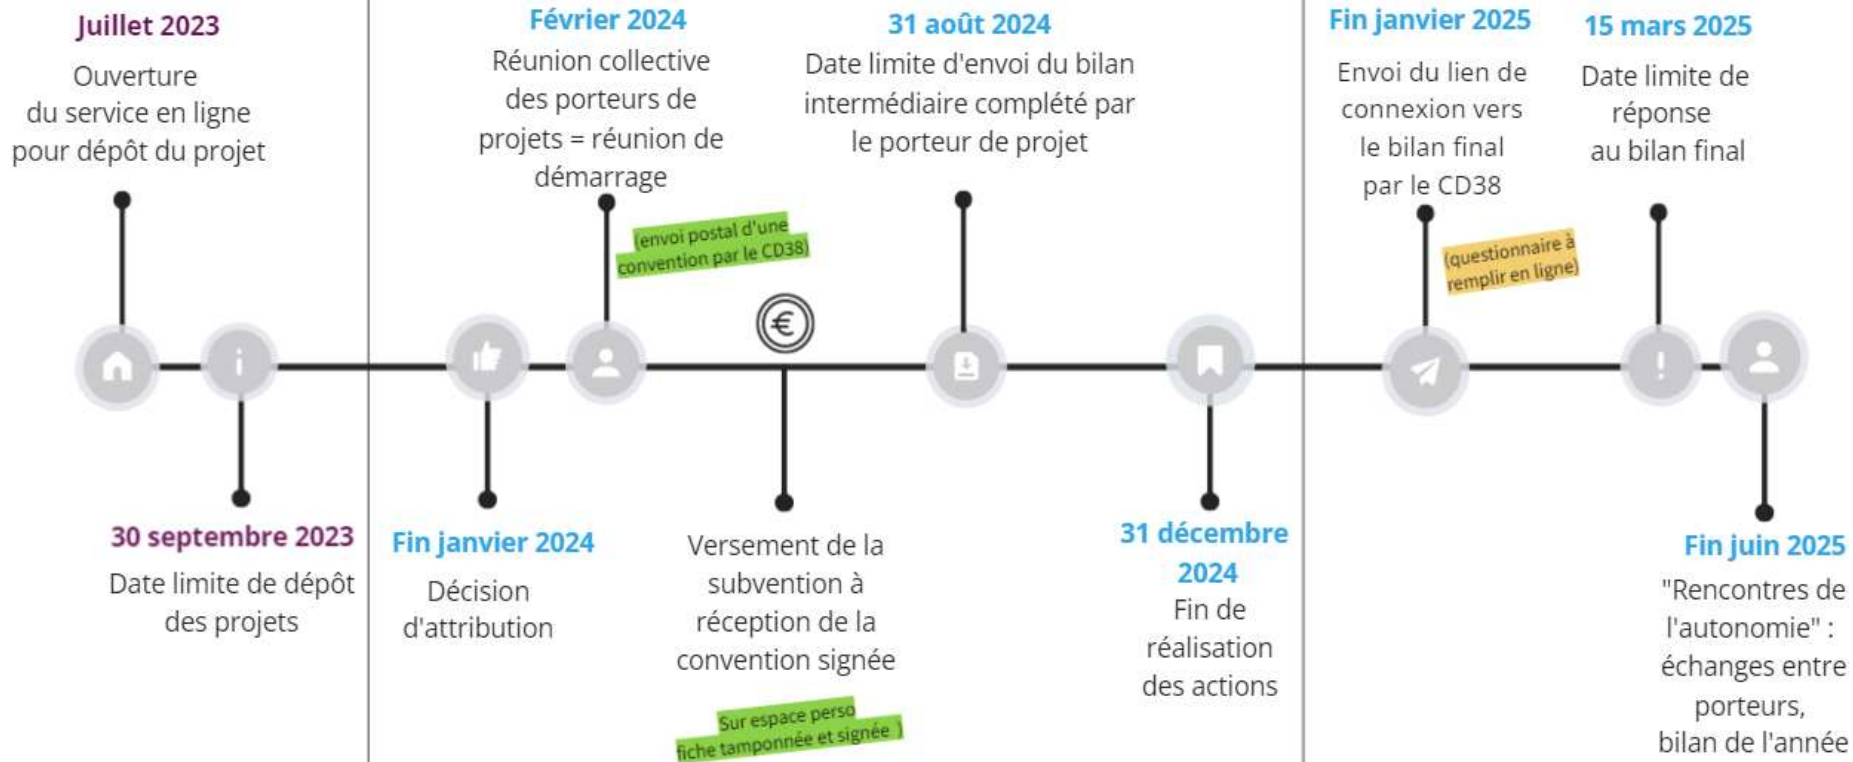 Juillet 2023
Ouverture
du service en ligne
pour dépôt du projet
30 septembre 2023
Date limite de dépôt
des projets
Fin janvier 2024
Décision
d'attribution
Février 2024
Réunion collective
des porteurs de
projets = réunion de
démarrage
(envoi postal d'une
convention par le CD38)
€
Versement de la
subvention à
réception de la
convention signée
Sur espace perso
fiche tamponnée et signée )
31 août 2024
Date limite d'envoi du bilan
intermédiaire complété par
le porteur de projet
31 décembre
2024
Fin de
réalisation
des actions
Fin janvier 2025
Envoi du lien de
connexion vers
le bilan final
par le CD38
(questionnaire à
remplir en ligne)
15 mars 2025
Date limite de
réponse
au bilan final
Fin juin 2025
"Rencontres de
l'autonomie" :
échanges entre
porteurs,
bilan de l'année